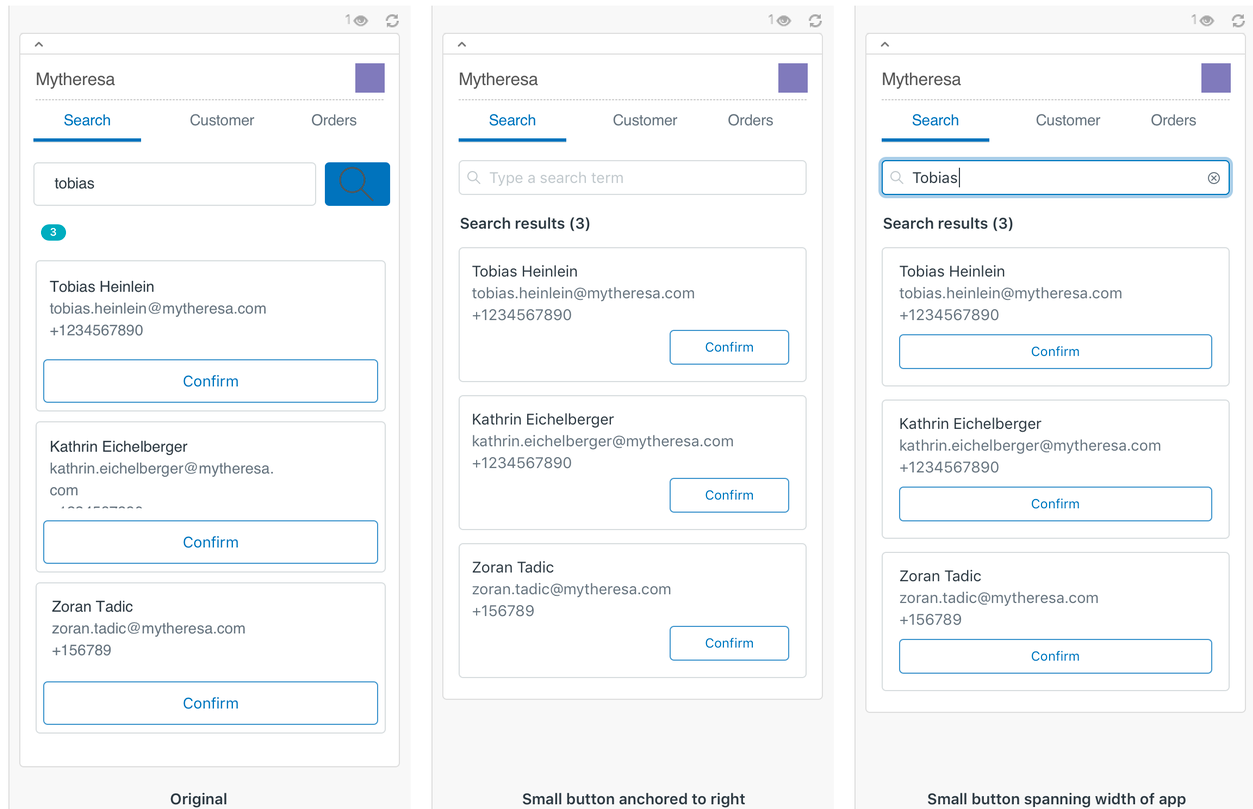 1
Mytheresa
Search Customer Orders
tobias
3
Tobias Heinlein
tobias.heinlein@mytheresa.com
+1234567890
Confirm
Kathrin Eichelberger
kathrin.eichelberger@mytheresa.
com
Confirm
Zoran Tadic
zoran.tadic@mytheresa.com
+156789
Confirm
Original
1
Mytheresa
Search Customer Orders
Type a search term
Search results (3)
Tobias Heinlein
tobias.heinlein@mytheresa.com
+1234567890
Confirm
Kathrin Eichelberger
kathrin.eichelberger@mytheresa.com
+1234567890
Confirm
Zoran Tadic
zoran.tadic@mytheresa.com
+156789
Confirm
Small button anchored to right
1
Mytheresa
Search Customer Orders
Tobias
Search results (3)
Tobias Heinlein
tobias.heinlein@mytheresa.com
+1234567890
Confirm
Kathrin Eichelberger
kathrin.eichelberger@mytheresa.com
+1234567890
Confirm
Zoran Tadic
zoran.tadic@mytheresa.com
+156789
Confirm
Small button spanning width of app